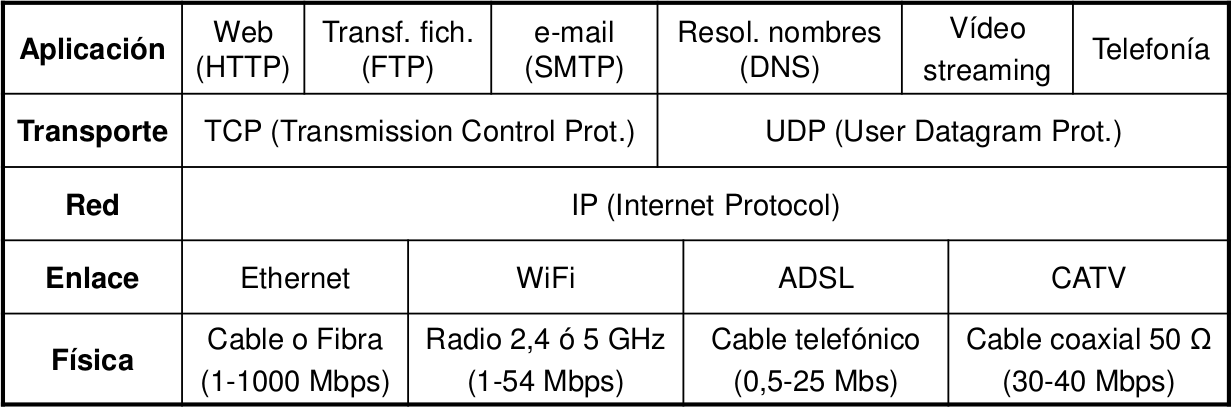 Aplicación
Web
(HTTP)
Transf. fich.
(FTP)
e-mail
(SMTP)
Resol. nombres
(DNS)
Vídeo
streaming
Telefonía
Transporte
TCP (Transmission Control Prot.)
UDP (User Datagram Prot.)
Red
IP (Internet Protocol)
Enlace
Ethernet
WiFi
ADSL
CATV
Física
Cable o Fibra
(1-1000 Mbps)
Radio 2,4 ó 5 GHz
(1-54 Mbps)
Cable telefónico
(0,5-25 Mbs)
Cable coaxial 50 Ω
(30-40 Mbps)